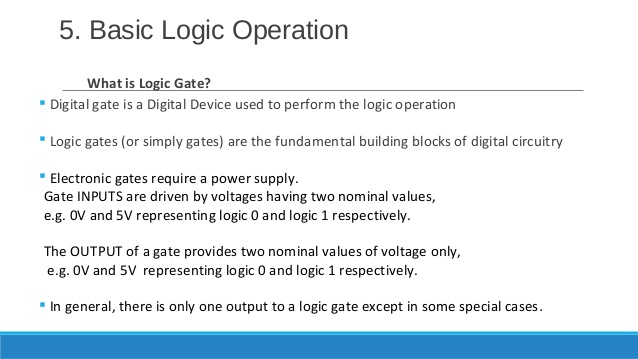 5. Basic Logic Operation
What is Logic Gate?
▪ Digital gate is a Digital Device used to perform the logic operation
▪ Logic gates (or simply gates) are the fundamental building blocks of digital circuitry
▪ Electronic gates require a power supply.
Gate INPUTS are driven by voltages having two nominal values,
e.g. 0V and 5V representing logic 0 and logic 1 respectively.
The OUTPUT of a gate provides two nominal values of voltage only,
e.g. 0V and 5V representing logic 0 and logic 1 respectively.
▪ In general, there is only one output to a logic gate except in some special cases.